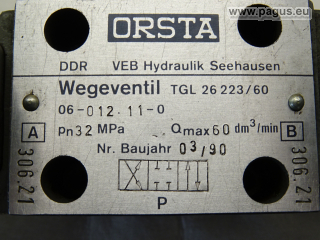 © www.pagus.eu
ORSTA
DDR VEB Hydraulik Seehausen
Wegeventil TGL 26 223/60
06-012.11-0
A Pn 32 MPa Qmax 60 dm³/min B
Nr. Baujahr 03/90
306.21
306.21
P